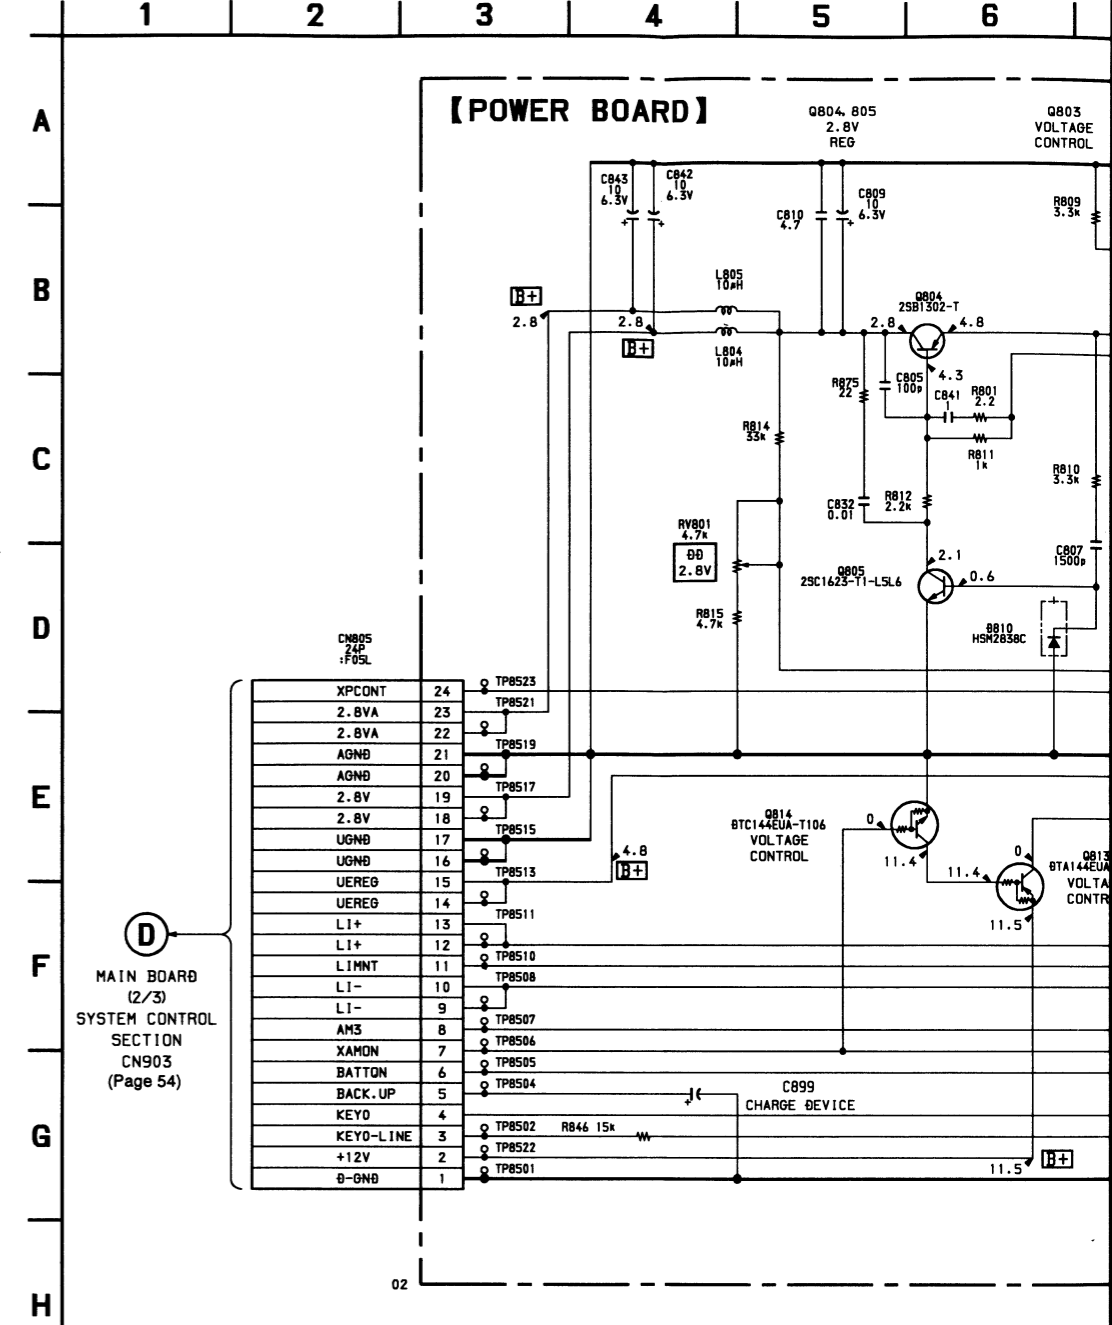 1 2 3 4 5 6
A
B
C
D
E
F
G
H
【POWER BOARD】
Q804. 805
2.8V
REG
Q803
VOLTAGE
CONTROL
C843
10
6.3V
C842
10
6.3V
C810
4.7
C809
10
6.3V
R809
3.3k
B+
2.8
2.8
B+
L805
10μH
L804
10μH
Q804
2SB1302-T
2.8
4.8
4.3
R875
22
C805
100p
C841
1
R801
2.2
R811
1k
R814
33k
R810
3.3k
C832
0.01
R812
2.2k
RV801
4.7k
2.8V
C807
1500p
2.1
Q805
2SC1623-T1-L5L6
0.6
R815
4.7k
D810
HSM2838C
CN805
24P
:F05L
XPCONT 24 TP8523
2.8VA 23 TP8521
2.8VA 22
AGND 21 TP8519
AGND 20
2.8V 19 TP8517
2.8V 18
UGND 17 TP8515
UGND 16
UEREG 15 TP8513
UEREG 14
LI+ 13 TP8511
LI+ 12
LIMNT 11 TP8510
LI- 10 TP8508
LI- 9
AM3 8 TP8507
XAMON 7 TP8506
BATTON 6 TP8505
BACK.UP 5 TP8504
KEY0 4
KEY0-LINE 3 TP8502
+12V 2 TP8522
D-GND 1 TP8501
4.8
B+
Q814
DTC144EUA-T106
VOLTAGE
CONTROL
0
11.4
11.4
0
Q813
DTA144EUA
VOLTA
CONTR
11.5
D
MAIN BOARD
(2/3)
SYSTEM CONTROL
SECTION
CN903
(Page 54)
C899
CHARGE DEVICE
R846 15k
11.5
B+
02